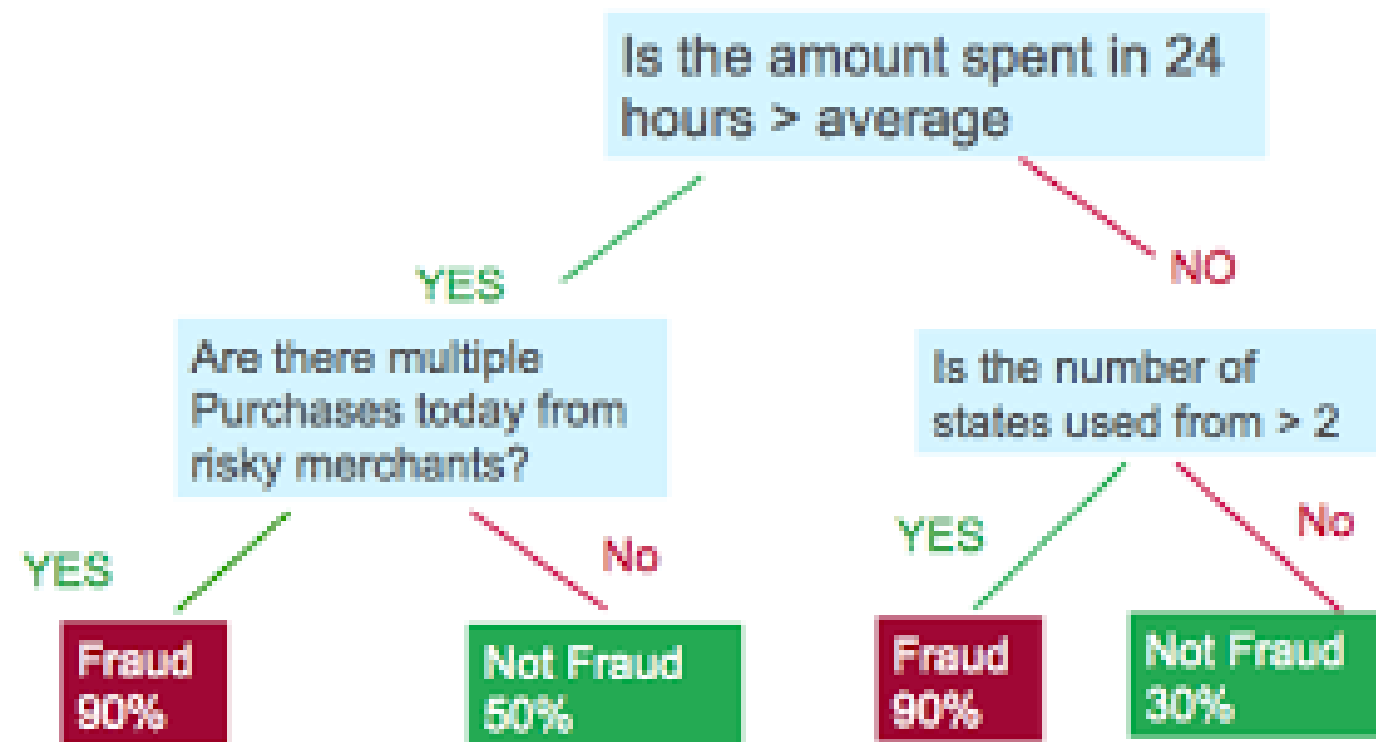 Is the amount spent in 24
hours > average
YES
NO
Are there multiple
Purchases today from
risky merchants?
Is the number of
states used from > 2
YES
No
YES
No
Fraud
90%
Not Fraud
50%
Fraud
90%
Not Fraud
30%